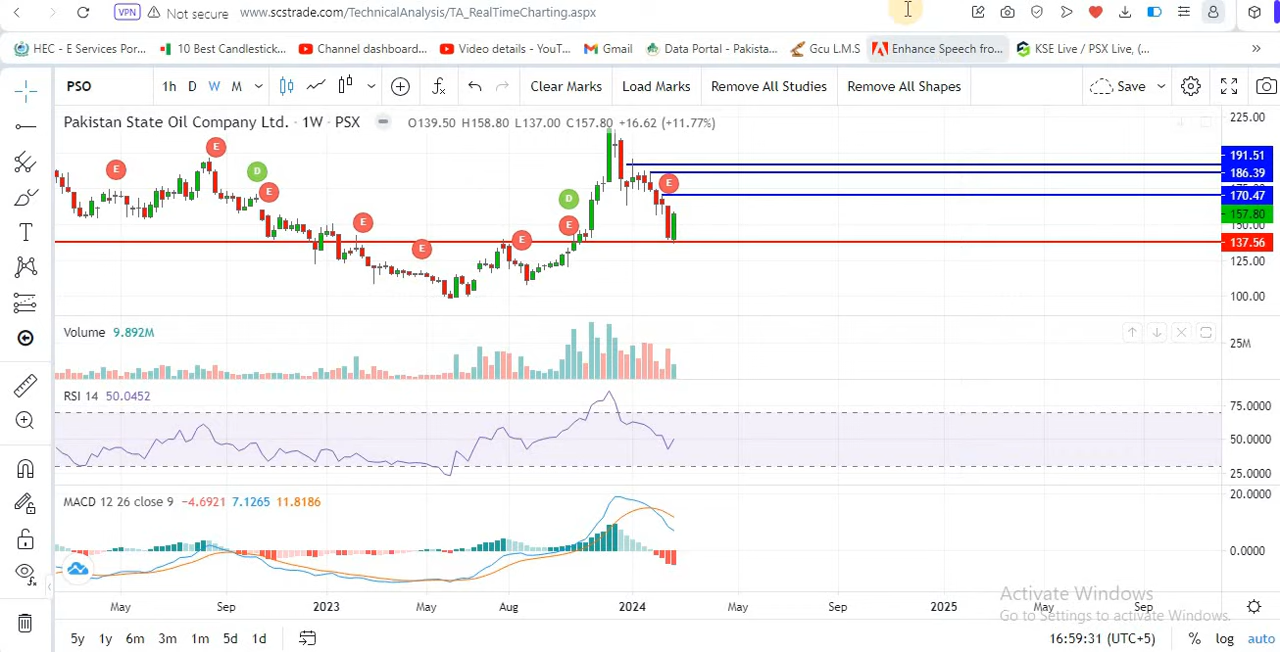 VPN Not secure www.scstrade.com/TechnicalAnalysis/TA_RealTimeCharting.aspx
HEC - E Services Por... 10 Best Candlestick... Channel dashboard... Video details - YouT... Gmail Data Portal - Pakista... Gcu L.M.S Enhance Speech fro... KSE Live / PSX Live, (... »
PSO 1h D W M Clear Marks Load Marks Remove All Studies Remove All Shapes Save
Pakistan State Oil Company Ltd. · 1W · PSX O139.50 H158.80 L137.00 C157.80 +16.62 (+11.77%)
225.00
191.51
186.39
170.47
157.80
150.00
137.56
125.00
100.00
E E D E E E E D E E
Volume 9.892M
25M
RSI 14 50.0452
75.0000
50.0000
25.0000
MACD 12 26 close 9 −4.6921 7.1265 11.8186
20.0000
0.0000
May Sep 2023 May Aug 2024 May Sep 2025 May Sep
Activate Windows
Go to Settings to activate Windows.
5y 1y 6m 3m 1m 5d 1d 16:59:31 (UTC+5) % log auto